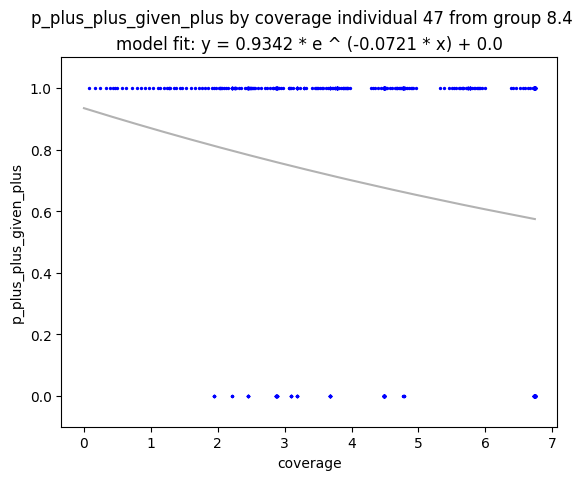 p_plus_plus_given_plus by coverage individual 47 from group 8.4
model fit: y = 0.9342 * e ^ (-0.0721 * x) + 0.0
1.0
0.8
0.6
0.4
0.2
0.0
p_plus_plus_given_plus
0 1 2 3 4 5 6 7
coverage